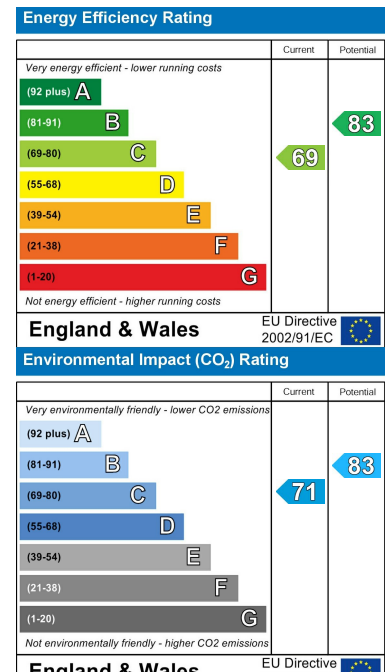 Energy Efficiency Rating
Current Potential
Very energy efficient - lower running costs
(92 plus) A
(81-91) B
83
(69-80) C
69
(55-68) D
(39-54) E
(21-38) F
(1-20) G
Not energy efficient - higher running costs
England & Wales
EU Directive
2002/91/EC
Environmental Impact (CO₂) Rating
Current Potential
Very environmentally friendly - lower CO2 emissions
(92 plus) A
(81-91) B
83
(69-80) C
71
(55-68) D
(39-54) E
(21-38) F
(1-20) G
Not environmentally friendly - higher CO2 emissions
England & Wales
EU Directive